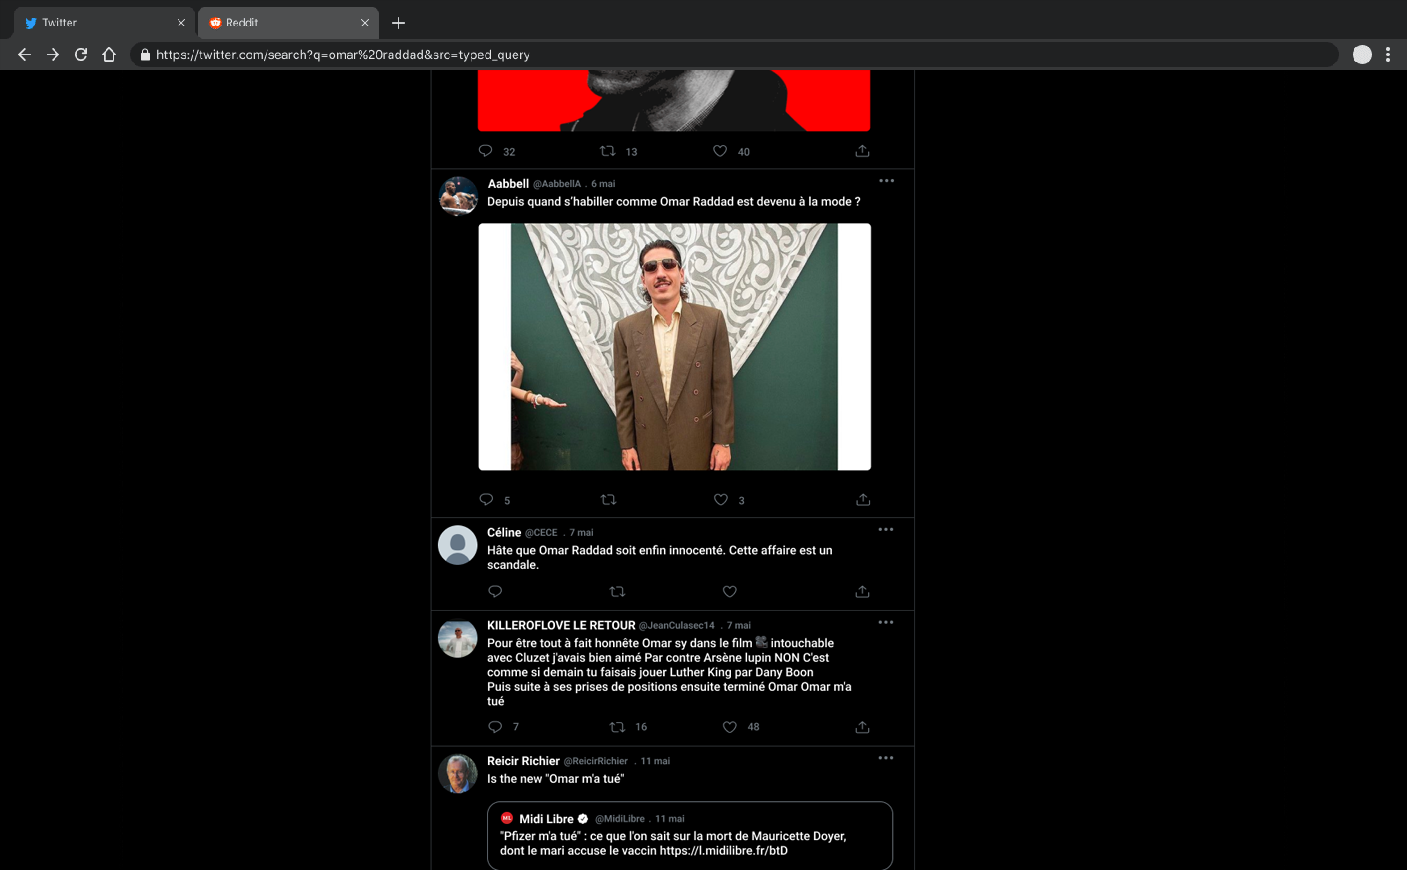 Twitter
Reddit
https://twitter.com/search?q=omar%20raddad&src=typed_query
32
13
40
Aabbell @AabbellA . 6 mai
Depuis quand s'habiller comme Omar Raddad est devenu à la mode ?
5
3
Céline @CECE . 7 mai
Hâte que Omar Raddad soit enfin innocenté. Cette affaire est un
scandale.
KILLEROFLOVE LE RETOUR @JeanCulasec14 . 7 mai
Pour être tout à fait honnête Omar sy dans le film 🎥 intouchable
avec Cluzet j'avais bien aimé Par contre Arsène lupin NON C'est
comme si demain tu faisais jouer Luther King par Dany Boon
Puis suite à ses prises de positions ensuite terminé Omar Omar m'a
tué
7
16
48
Reicir Richier @ReicirRichier . 11 mai
Is the new "Omar m'a tué"
ML Midi Libre @MidiLibre . 11 mai
"Pfizer m'a tué" : ce que l'on sait sur la mort de Mauricette Doyer,
dont le mari accuse le vaccin https://l.midilibre.fr/btD